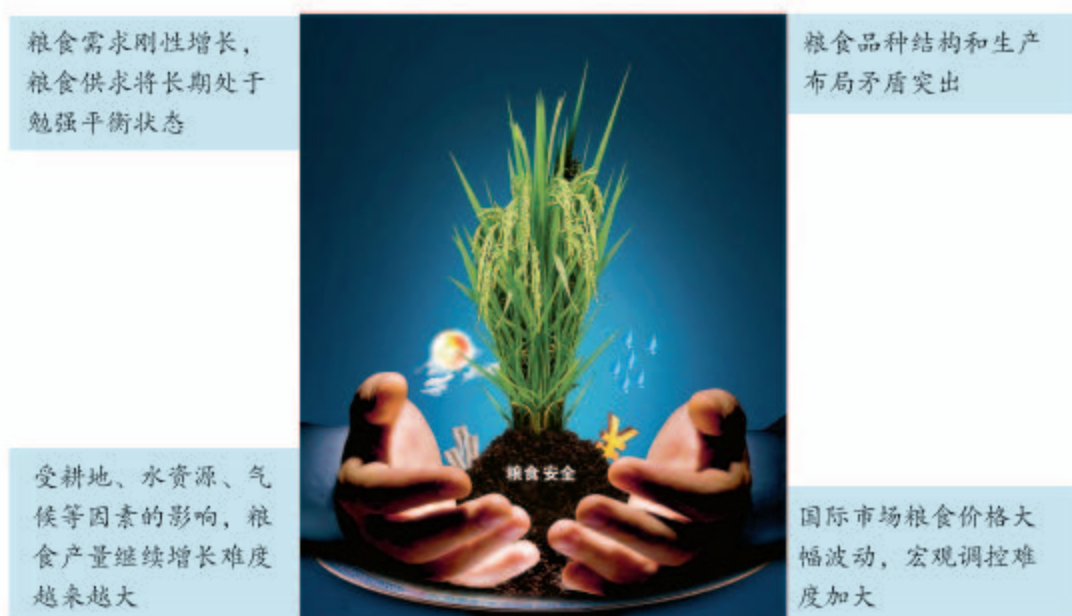 粮食需求刚性增长，
粮食供求将长期处于
勉强平衡状态
粮食品种结构和生产
布局矛盾突出
粮食安全
受耕地、水资源、气
候等因素的影响，粮
食产量继续增长难度
越来越大
国际市场粮食价格大
幅波动，宏观调控难
度加大